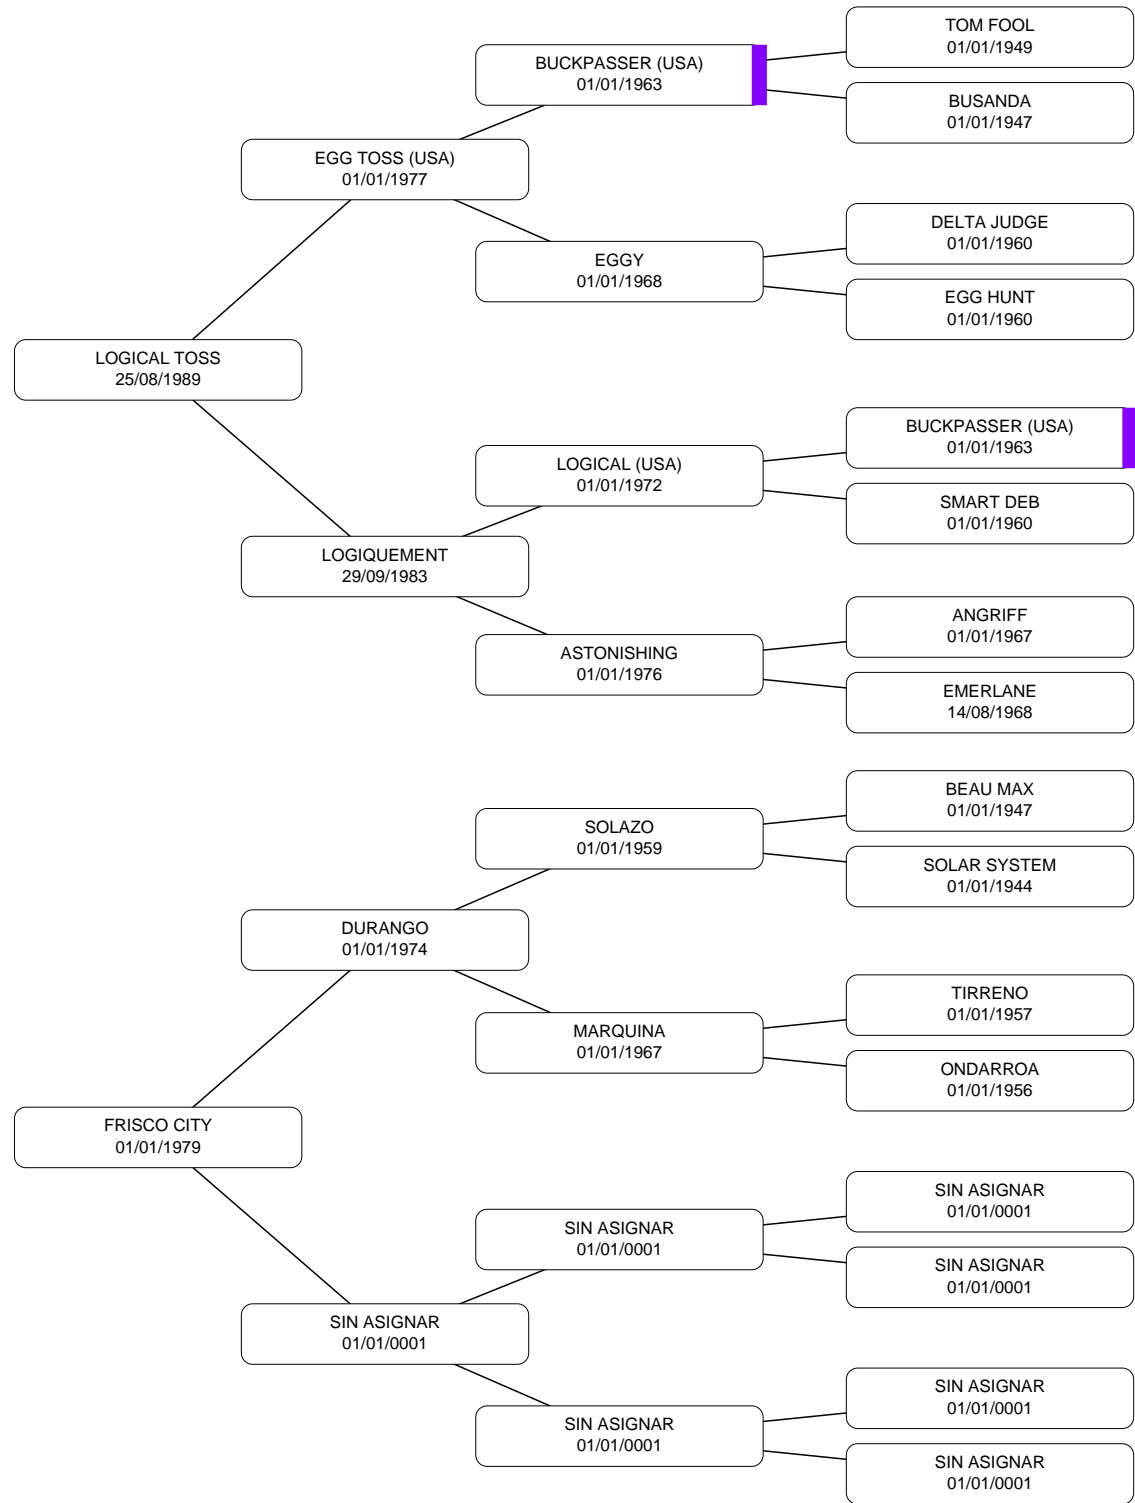 TOM FOOL
01/01/1949
BUCKPASSER (USA)
01/01/1963
BUSANDA
01/01/1947
EGG TOSS (USA)
01/01/1977
DELTA JUDGE
01/01/1960
EGGY
01/01/1968
EGG HUNT
01/01/1960
LOGICAL TOSS
25/08/1989
BUCKPASSER (USA)
01/01/1963
LOGICAL (USA)
01/01/1972
SMART DEB
01/01/1960
LOGIQUEMENT
29/09/1983
ANGRIFF
01/01/1967
ASTONISHING
01/01/1976
EMERLANE
14/08/1968
BEAU MAX
01/01/1947
SOLAZO
01/01/1959
SOLAR SYSTEM
01/01/1944
DURANGO
01/01/1974
TIRRENO
01/01/1957
MARQUINA
01/01/1967
ONDARROA
01/01/1956
FRISCO CITY
01/01/1979
SIN ASIGNAR
01/01/0001
SIN ASIGNAR
01/01/0001
SIN ASIGNAR
01/01/0001
SIN ASIGNAR
01/01/0001
SIN ASIGNAR
01/01/0001
SIN ASIGNAR
01/01/0001
SIN ASIGNAR
01/01/0001